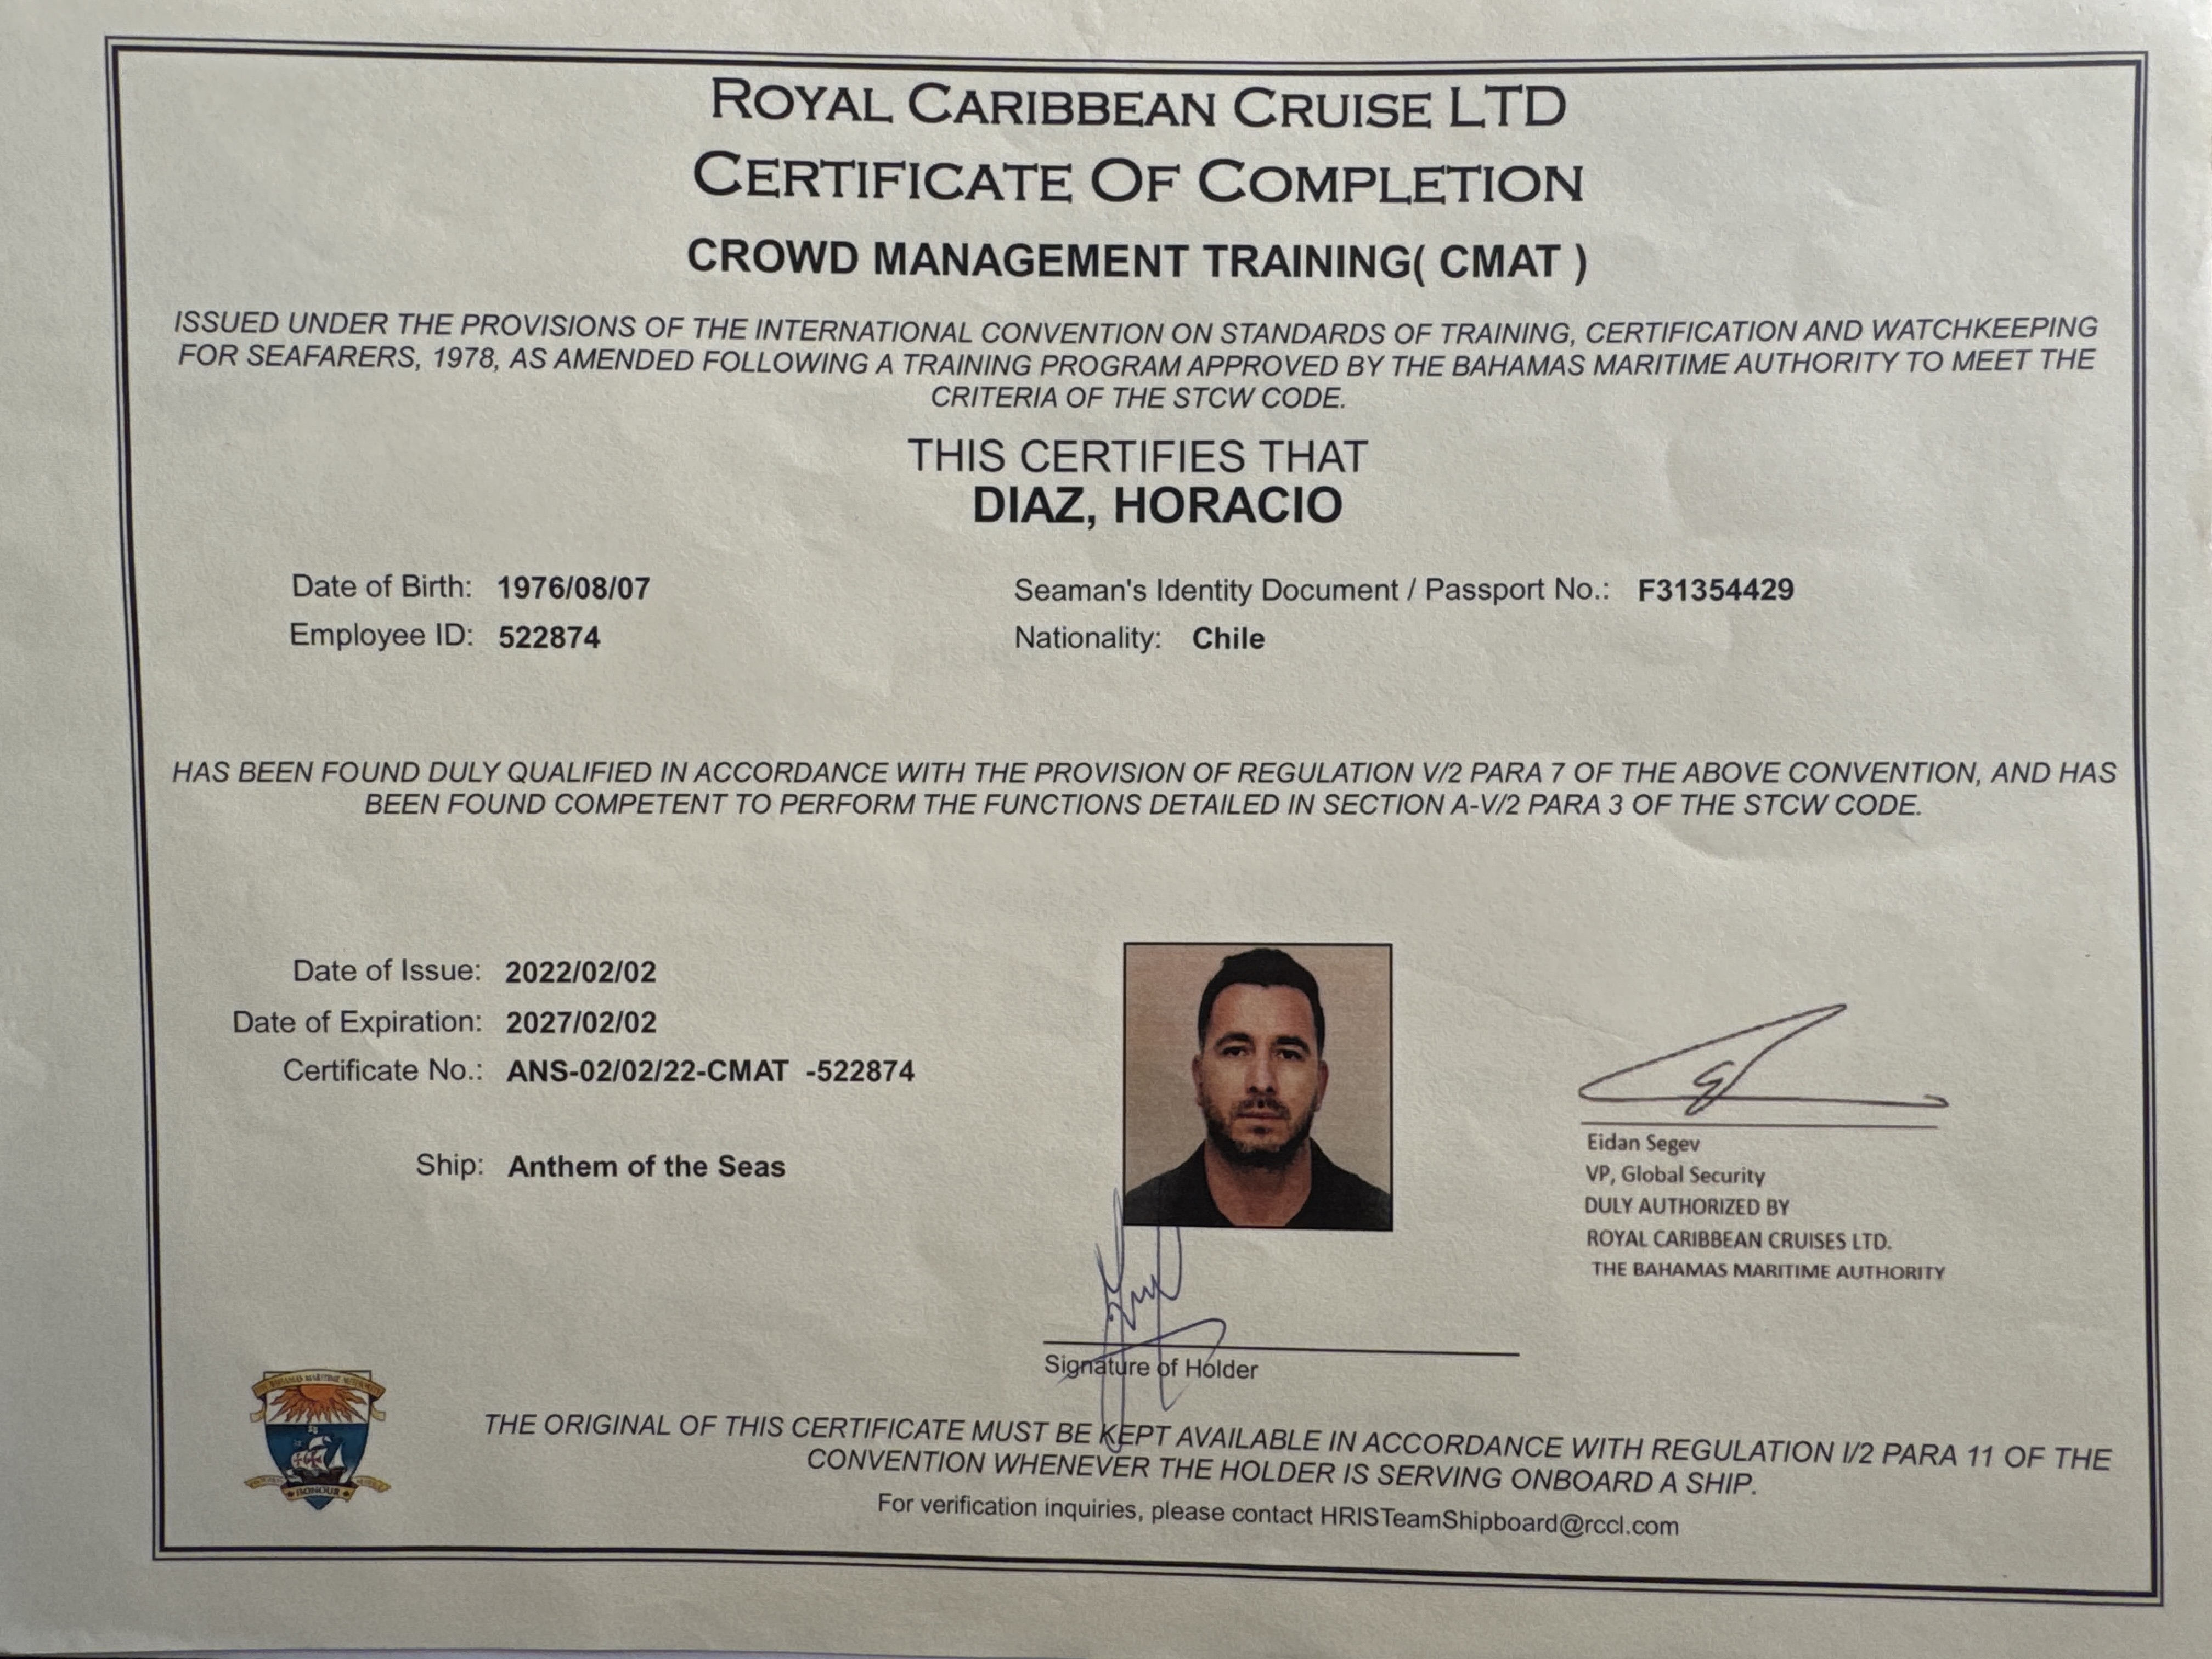 ROYAL CARIBBEAN CRUISE LTD
CERTIFICATE OF COMPLETION
CROWD MANAGEMENT TRAINING( CMAT )
ISSUED UNDER THE PROVISIONS OF THE INTERNATIONAL CONVENTION ON STANDARDS OF TRAINING, CERTIFICATION AND WATCHKEEPING
FOR SEAFARERS, 1978, AS AMENDED FOLLOWING A TRAINING PROGRAM APPROVED BY THE BAHAMAS MARITIME AUTHORITY TO MEET THE
CRITERIA OF THE STCW CODE.
THIS CERTIFIES THAT
DIAZ, HORACIO
Date of Birth: 1976/08/07
Seaman's Identity Document / Passport No.: F31354429
Employee ID: 522874
Nationality: Chile
HAS BEEN FOUND DULY QUALIFIED IN ACCORDANCE WITH THE PROVISION OF REGULATION V/2 PARA 7 OF THE ABOVE CONVENTION, AND HAS
BEEN FOUND COMPETENT TO PERFORM THE FUNCTIONS DETAILED IN SECTION A-V/2 PARA 3 OF THE STCW CODE.
Date of Issue: 2022/02/02
Date of Expiration: 2027/02/02
Certificate No.: ANS-02/02/22-CMAT -522874
Ship: Anthem of the Seas
Eidan Segev
VP, Global Security
DULY AUTHORIZED BY
ROYAL CARIBBEAN CRUISES LTD.
THE BAHAMAS MARITIME AUTHORITY
Signature of Holder
THE BAHAMAS MARITIME AUTHORITY
HONOUR
THE ORIGINAL OF THIS CERTIFICATE MUST BE KEPT AVAILABLE IN ACCORDANCE WITH REGULATION I/2 PARA 11 OF THE
CONVENTION WHENEVER THE HOLDER IS SERVING ONBOARD A SHIP.
For verification inquiries, please contact HRISTeamShipboard@rccl.com